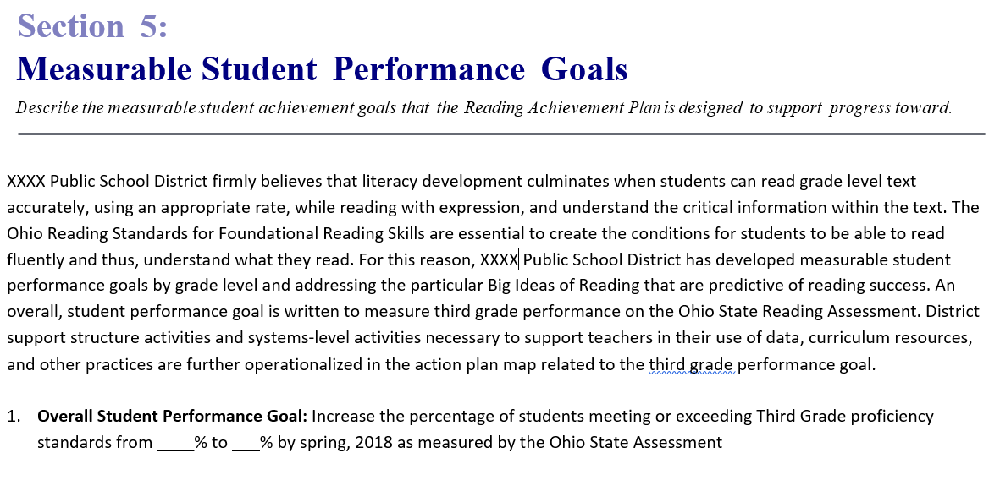 Section 5:
Measurable Student Performance Goals
Describe the measurable student achievement goals that the Reading Achievement Plan is designed to support progress toward.
XXXX Public School District firmly believes that literacy development culminates when students can read grade level text
accurately, using an appropriate rate, while reading with expression, and understand the critical information within the text. The
Ohio Reading Standards for Foundational Reading Skills are essential to create the conditions for students to be able to read
fluently and thus, understand what they read. For this reason, XXXX Public School District has developed measurable student
performance goals by grade level and addressing the particular Big Ideas of Reading that are predictive of reading success. An
overall, student performance goal is written to measure third grade performance on the Ohio State Reading Assessment. District
support structure activities and systems-level activities necessary to support teachers in their use of data, curriculum resources,
and other practices are further operationalized in the action plan map related to the third grade performance goal.
1. Overall Student Performance Goal: Increase the percentage of students meeting or exceeding Third Grade proficiency
standards from ____% to ___% by spring, 2018 as measured by the Ohio State Assessment